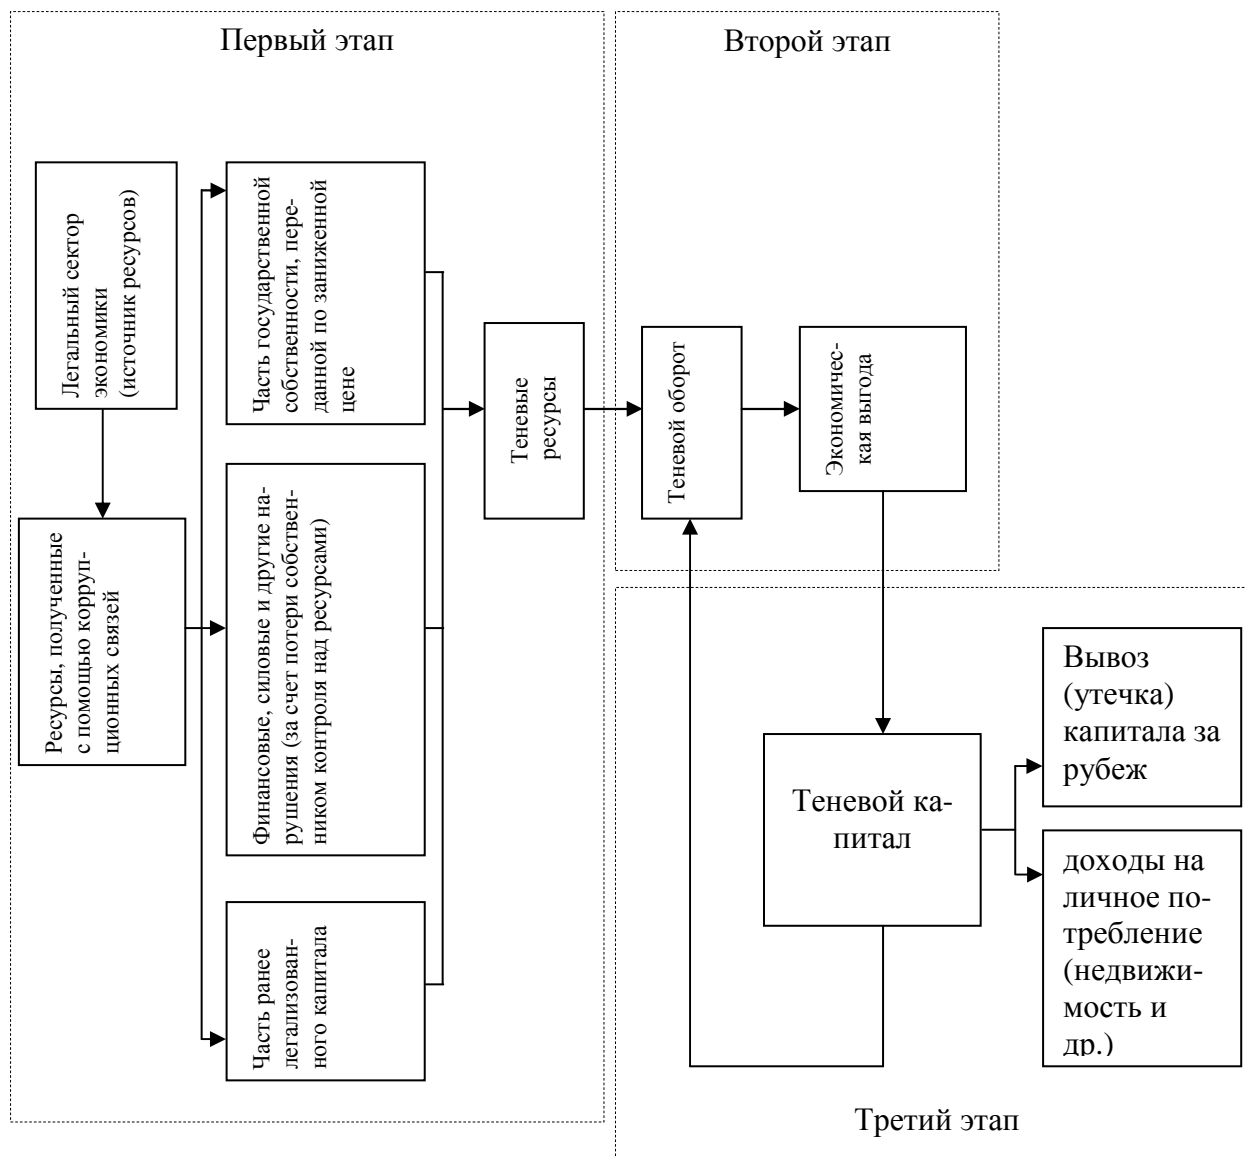 Первый этап
Второй этап
Легальный сектор
экономики
(источник ресурсов)
Часть государственной
собственности, пере-
данной по заниженной
цене
Теневые
ресурсы
Теневой оборот
Экономичес-
кая выгода
Ресурсы, полученные
с помощью корруп-
ционных связей
Финансовые, силовые и другие на-
рушения (за счет потери собствен-
ником контроля над ресурсами)
Часть ранее
легализован-
ного капитала
Теневой ка-
питал
Вывоз
(утечка)
капитала за
рубеж
доходы на
личное по-
требление
(недвижи-
мость и
др.)
Третий этап